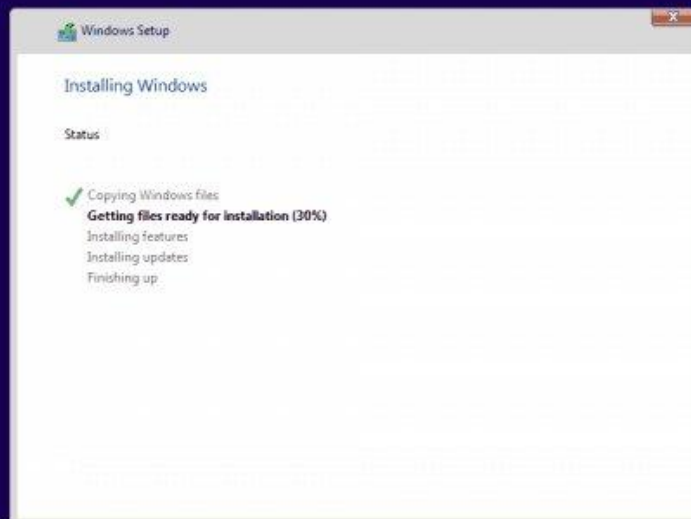 Windows Setup
Installing Windows
Status
Copying Windows files
Getting files ready for installation (30%)
Installing features
Installing updates
Finishing up